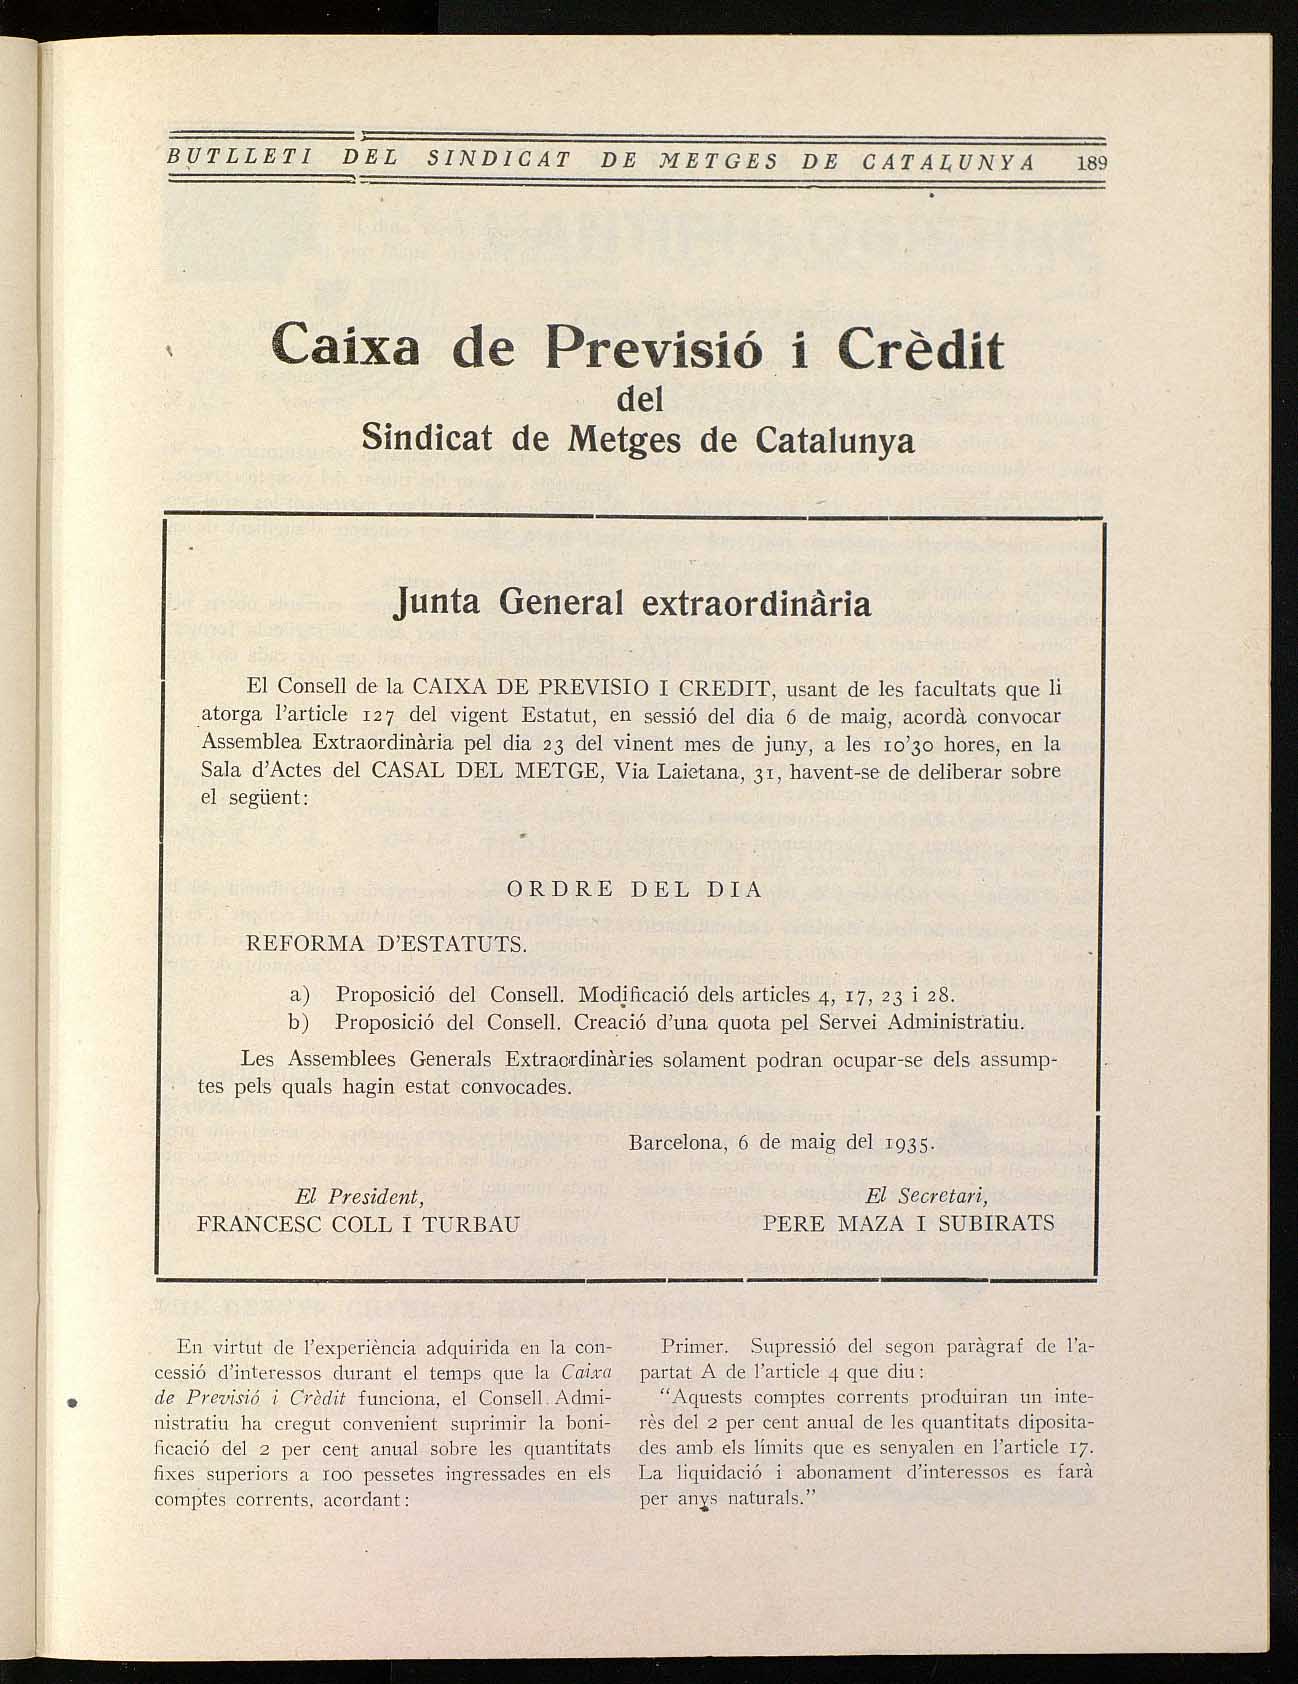 BUTLLETI DEL SINDICAT DE METGES DE CATALUNYA 189
Caixa de Previsió i Crèdit
del
Sindicat de Metges de Catalunya
Junta General extraordinària
El Consell de la CAIXA DE PREVISIO I CREDIT, usant de les facultats que li
atorga l'article 127 del vigent Estatut, en sessió del dia 6 de maig, acordà convocar
Assemblea Extraordinària pel dia 23 del vinent mes de juny, a les 10'30 hores, en la
Sala d'Actes del CASAL DEL METGE, Via Laietana, 31, havent-se de deliberar sobre
el següent:
ORDRE DEL DIA
REFORMA D'ESTATUTS.
a) Proposició del Consell. Modificació dels articles 4, 17, 23 i 28.
b) Proposició del Consell. Creació d'una quota pel Servei Administratiu.
Les Assemblees Generals Extraordinàries solament podran ocupar-se dels assump-
tes pels quals hagin estat convocades.
Barcelona, 6 de maig del 1935.
El President,
FRANCESC COLL I TURBAU
El Secretari,
PERE MAZA I SUBIRATS
En virtut de l'experiència adquirida en la con-
cessió d'interessos durant el temps que la Caixa
de Previsió i Crèdit funciona, el Consell Admi-
nistratiu ha cregut convenient suprimir la boni-
ficació del 2 per cent anual sobre les quantitats
fixes superiors a 100 pessetes ingressades en els
comptes corrents, acordant:
Primer. Supressió del segon paràgraf de l'a-
partat A de l'article 4 que diu:
"Aquests comptes corrents produiran un inte-
rès del 2 per cent anual de les quantitats diposita-
des amb els límits que es senyalen en l'article 17.
La liquidació i abonament d'interessos es farà
per anys naturals."